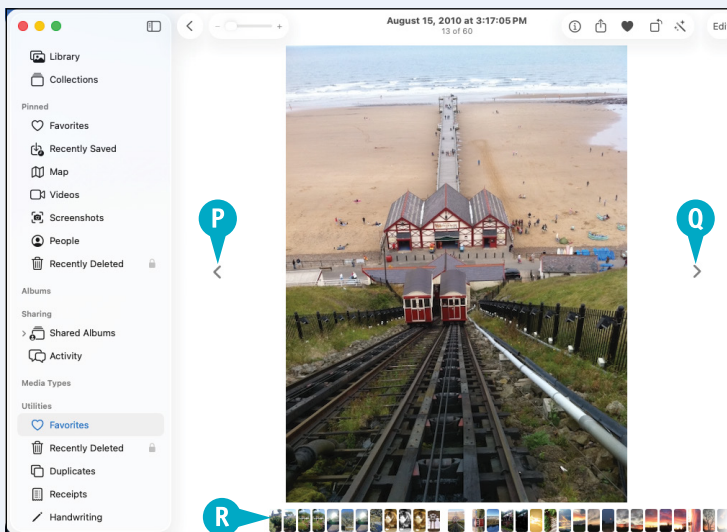 August 15, 2010 at 3:17:05 PM
13 of 60
Edi
Library
Collections
Pinned
Favorites
Recently Saved
Map
Videos
Screenshots
People
Recently Deleted
Albums
Sharing
Shared Albums
Activity
Media Types
Utilities
Favorites
Recently Deleted
Duplicates
Receipts
Handwriting
P
Q
R